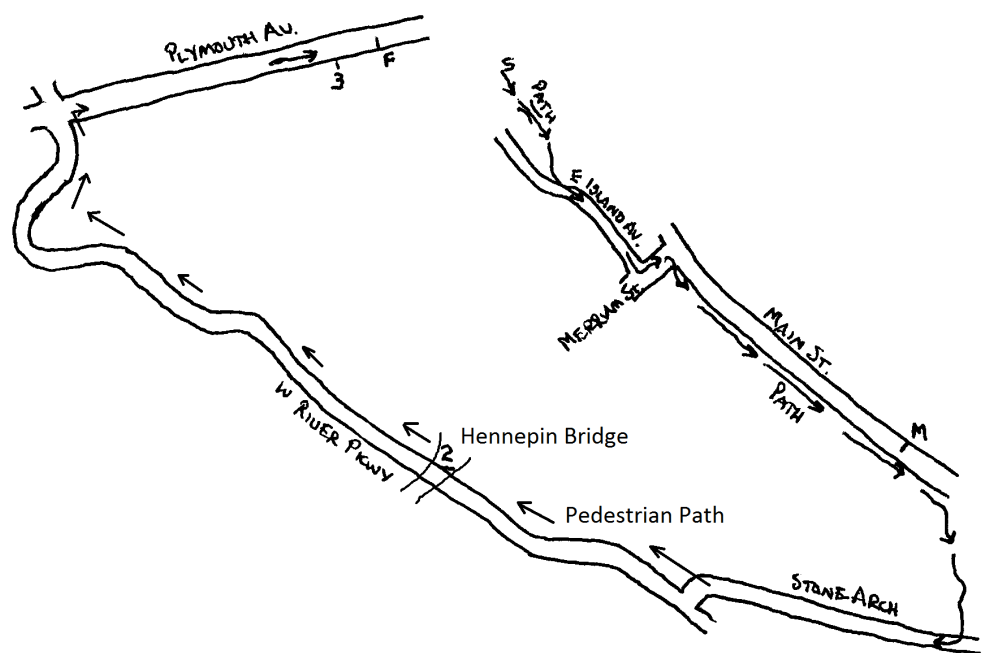 PLYMOUTH AV.
3
F
S
PATH
E ISLAND AV.
MERRIAM ST.
MAIN ST.
PATH
M
W RIVER PKWY
2
Hennepin Bridge
Pedestrian Path
STONE ARCH